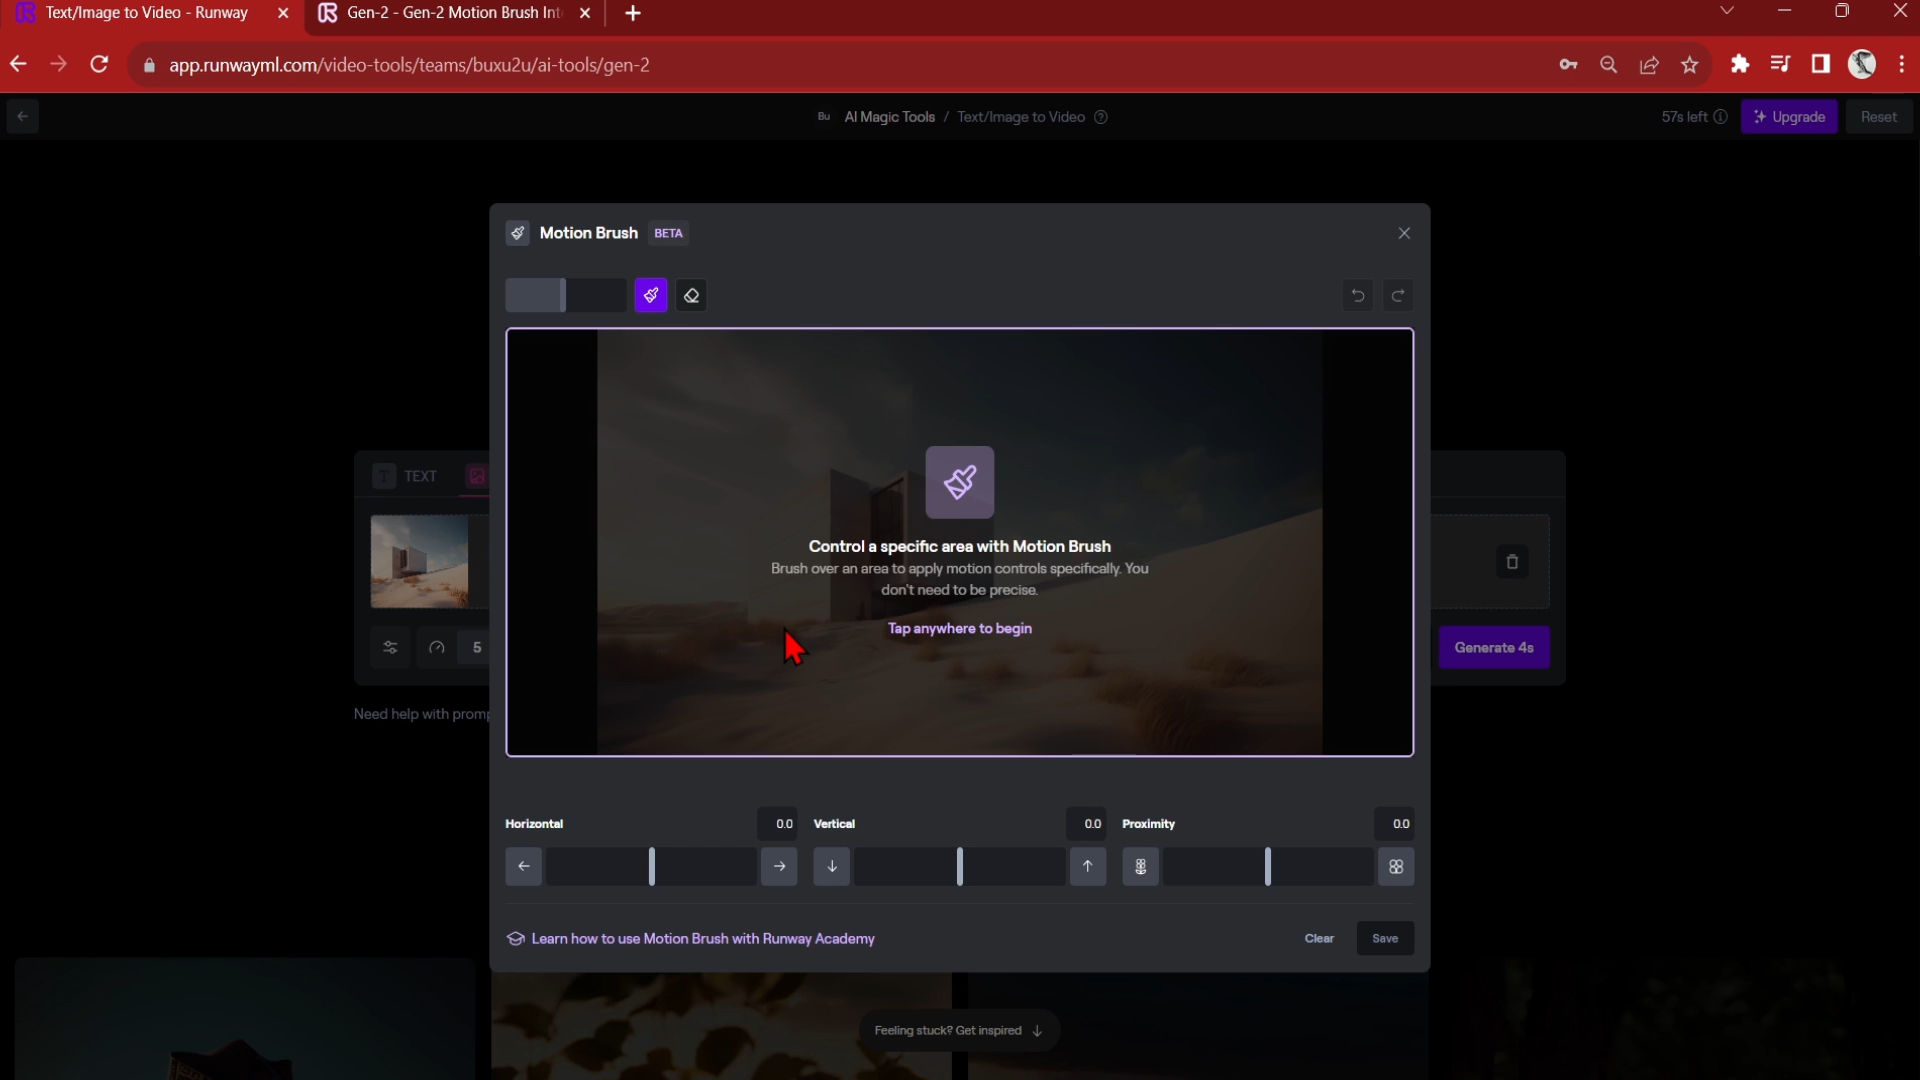 Text/Image to Video - Runway
Gen-2 - Gen-2 Motion Brush Int
app.runwayml.com/video-tools/teams/buxu2u/ai-tools/gen-2
Bu AI Magic Tools / Text/Image to Video
57s left
Upgrade
Reset
Motion Brush BETA
TEXT
Control a specific area with Motion Brush
Brush over an area to apply motion controls specifically. You
don't need to be precise.
Tap anywhere to begin
5
Generate 4s
Need help with promp
Horizontal 0.0 Vertical 0.0 Proximity 0.0
Learn how to use Motion Brush with Runway Academy
Clear
Save
Feeling stuck? Get inspired